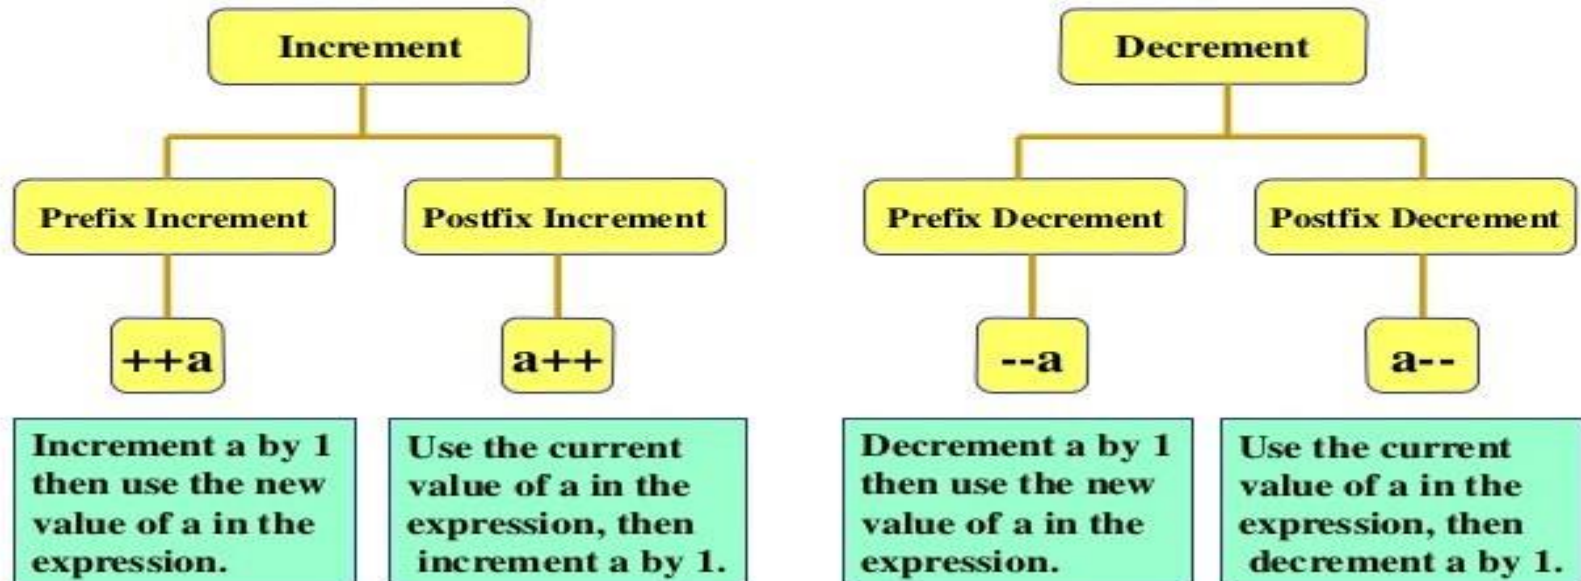 Increment
Prefix Increment
Postfix Increment
++a
a++
Increment a by 1
then use the new
value of a in the
expression.
Use the current
value of a in the
expression, then
increment a by 1.
Decrement
Prefix Decrement
Postfix Decrement
--a
a--
Decrement a by 1
then use the new
value of a in the
expression.
Use the current
value of a in the
expression, then
decrement a by 1.